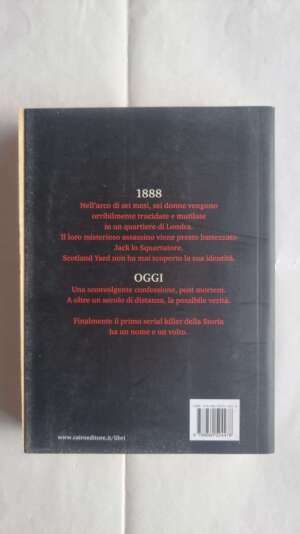 1888
Nell'arco di sei mesi, sei donne vengono
orribilmente trucidate e mutilate
in un quartiere di Londra.
Il loro misterioso assassino viene presto battezzato
Jack lo Squartatore.
Scotland Yard non ha mai scoperto la sua identità.
OGGI
Una sconvolgente confessione, post mortem.
A oltre un secolo di distanza, la possibile verità.
Finalmente il primo serial killer della Storia
ha un nome e un volto.
www.cairoeditore.it/libri